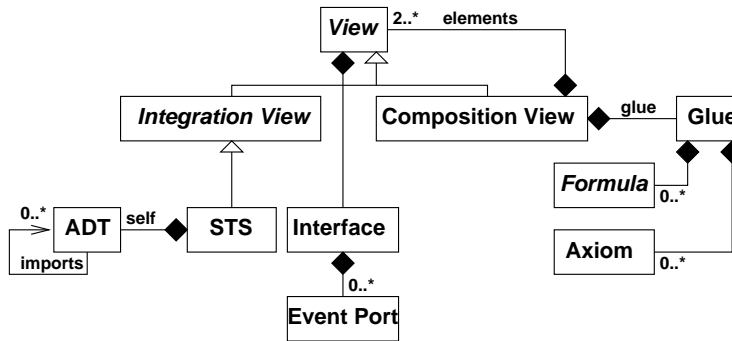 View
2..*
elements
Integration View
Composition View
glue
Glue
Formula
0..*
0..*
ADT
self
STS
Interface
Axiom
imports
0..*
0..*
Event Port